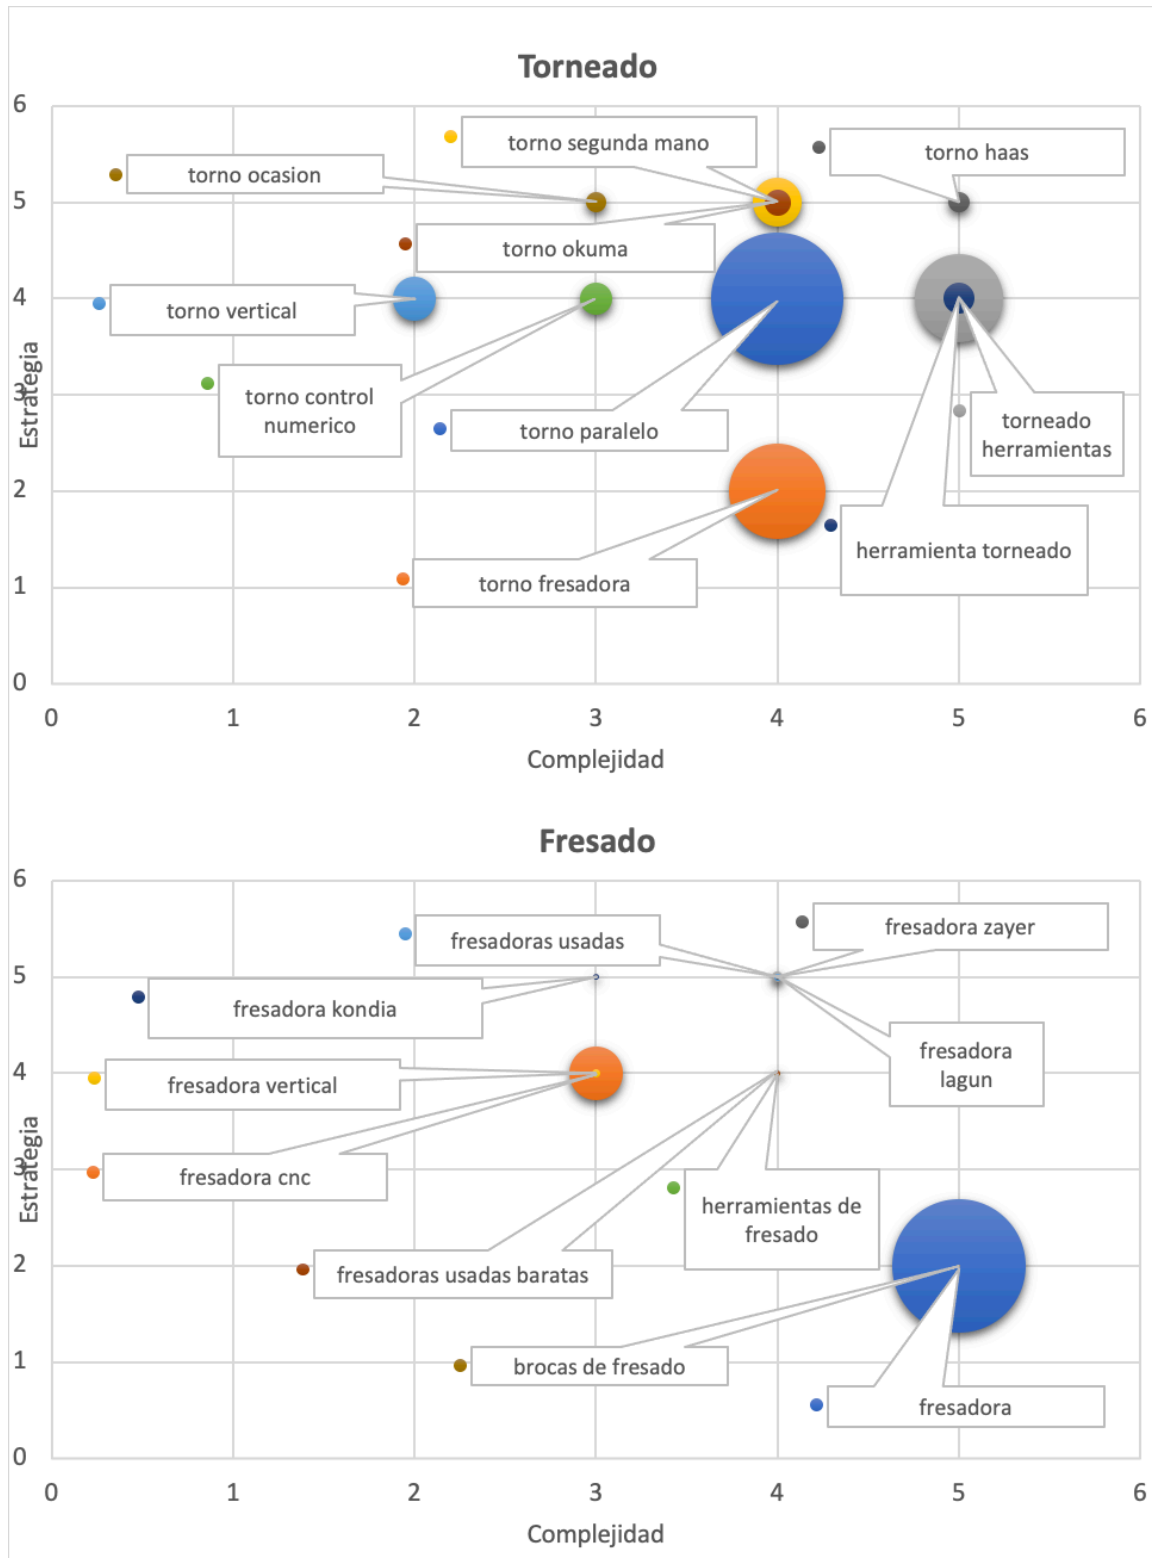 Torneado
6
torno segunda mano
torno haas
torno ocasion
5
torno okuma
4
torno vertical
Estrategia
3
torno control
numerico
torno paralelo
torneado
herramientas
2
herramienta torneado
torno fresadora
1
0
0 1 2 3 4 5 6
Complejidad
Fresado
6
fresadoras usadas
fresadora zayer
5
fresadora kondia
fresadora
lagun
4
fresadora vertical
Estrategia
3
fresadora cnc
herramientas de
fresado
2
fresadoras usadas baratas
1
brocas de fresado
fresadora
0
0 1 2 3 4 5 6
Complejidad